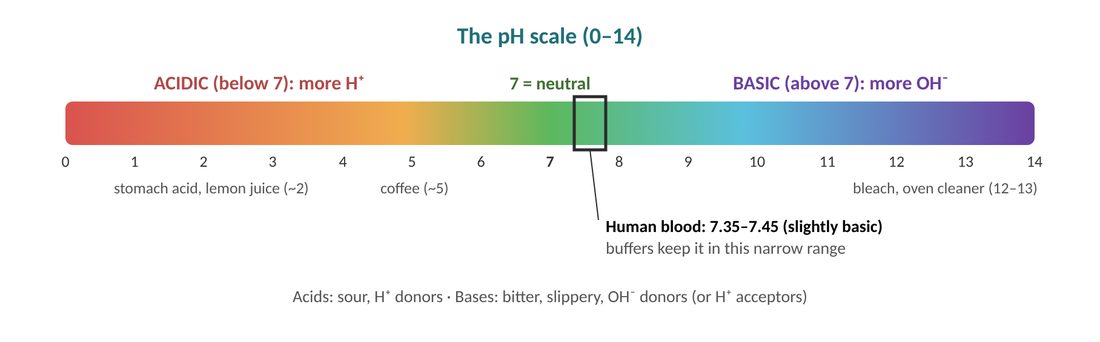 The pH scale (0–14)
ACIDIC (below 7): more H⁺ 7 = neutral BASIC (above 7): more OH⁻
0 1 2 3 4 5 6 7 8 9 10 11 12 13 14
stomach acid, lemon juice (~2) coffee (~5) bleach, oven cleaner (12–13)
Human blood: 7.35–7.45 (slightly basic)
buffers keep it in this narrow range
Acids: sour, H⁺ donors · Bases: bitter, slippery, OH⁻ donors (or H⁺ acceptors)